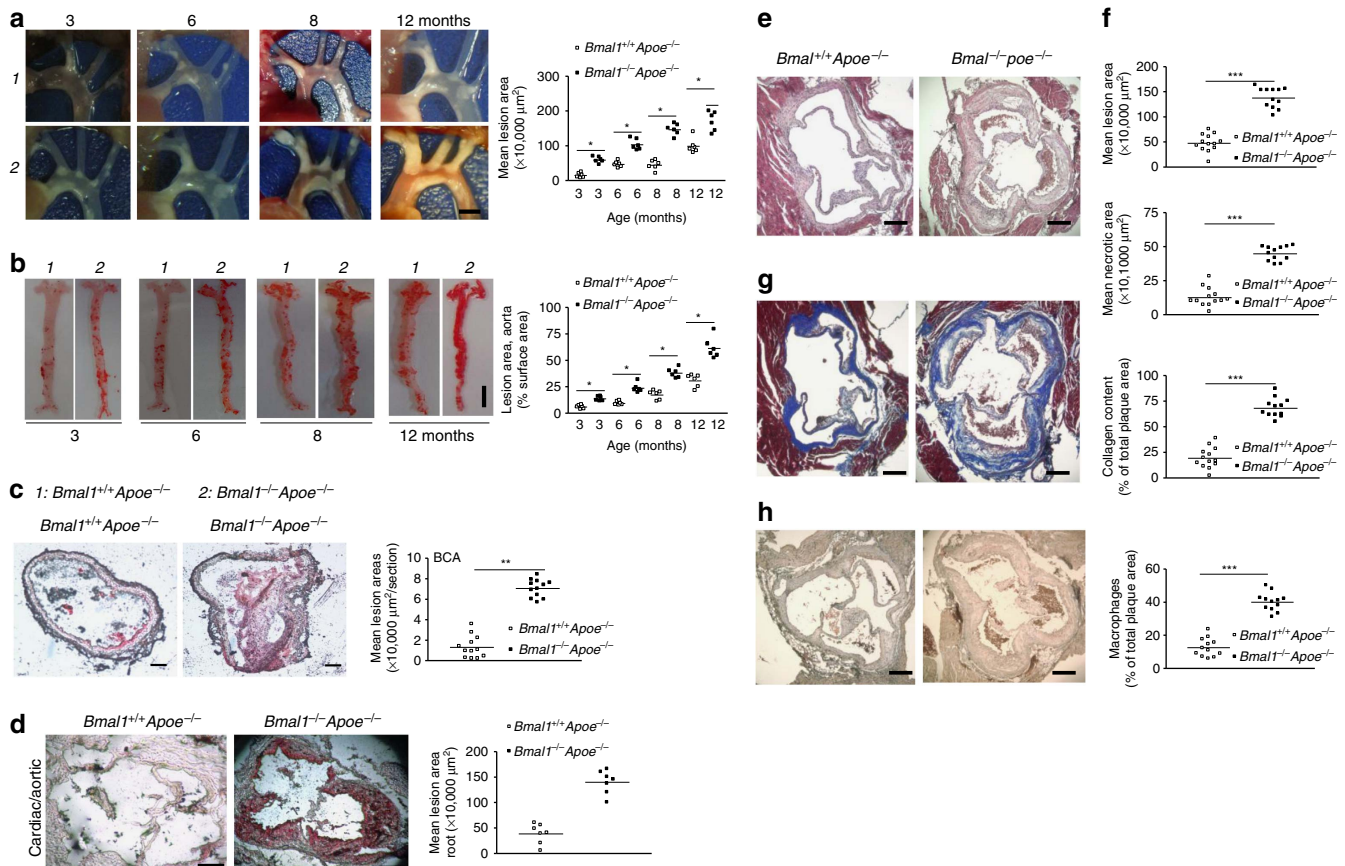 a
3 6 8 12 months
1
2
Mean lesion area
(×10,000 μm²)
300
200
100
0
Bmal1+/+Apoe−/−
Bmal1−/−Apoe−/−
* * * *
3 3 6 6 8 8 12 12
Age (months)
b
1 2 1 2 1 2 1 2
3 6 8 12 months
Lesion area, aorta
(% surface area)
100
75
50
25
0
Bmal1+/+Apoe−/−
Bmal1−/−Apoe−/−
* * * *
3 3 6 6 8 8 12 12
Age (months)
c
1: Bmal1+/+Apoe−/− 2: Bmal1−/−Apoe−/−
Bmal1+/+Apoe−/− Bmal1−/−Apoe−/−
Mean lesion areas
(×10,000 μm²/section)
10
8
6
4
2
0
BCA
**
Bmal1+/+Apoe−/−
Bmal1−/−Apoe−/−
d
Bmal1+/+Apoe−/− Bmal1−/−Apoe−/−
Cardiac/aortic
Mean lesion area
root (×10,000 μm²)
200
150
100
50
0
Bmal1+/+Apoe−/−
Bmal1−/−Apoe−/−
e
Bmal+/+Apoe−/− Bmal−/−poe−/−
f
Mean lesion area
(×10,000 μm²)
200
150
100
50
0
***
Bmal1+/+Apoe−/−
Bmal1−/−Apoe−/−
Mean necrotic area
(×10,1000 μm²)
75
50
25
0
***
Bmal1+/+Apoe−/−
Bmal1−/−Apoe−/−
g
Collagen content
(% of total plaque area)
100
75
50
25
0
***
Bmal1+/+Apoe−/−
Bmal1−/−Apoe−/−
h
Macrophages
(% of total plaque area)
60
40
20
0
***
Bmal1+/+Apoe−/−
Bmal1−/−Apoe−/−